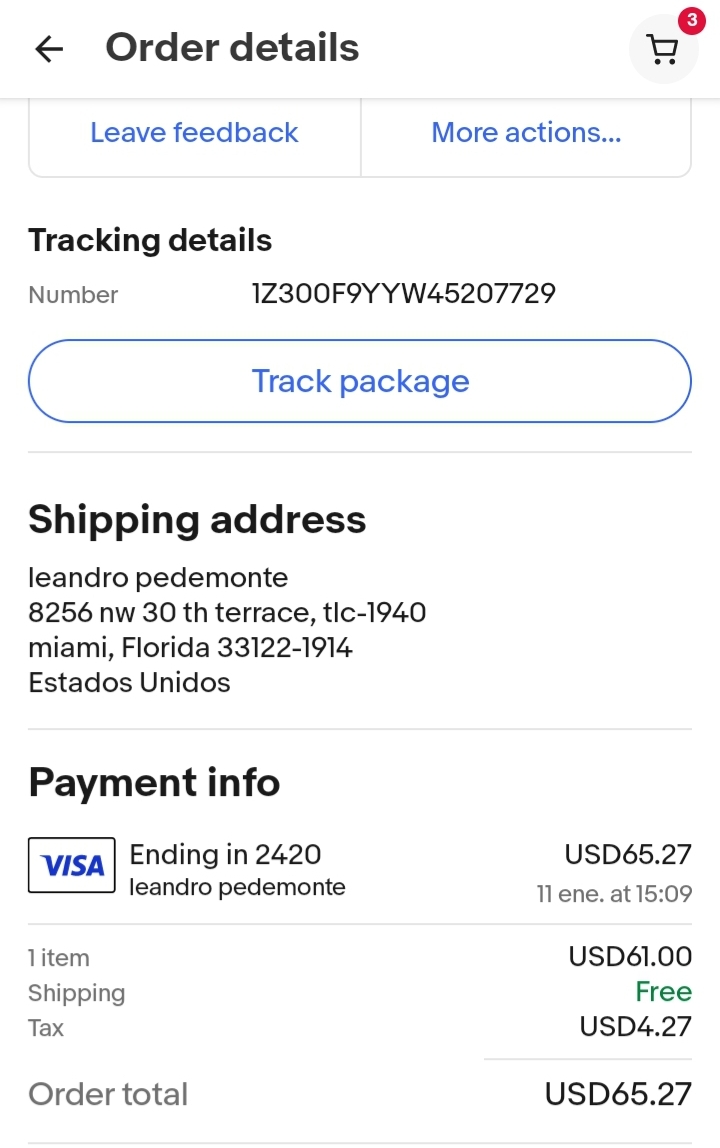 Order details
3
Leave feedback
More actions...
Tracking details
Number 1Z300F9YYW45207729
Track package
Shipping address
leandro pedemonte
8256 nw 30 th terrace, tlc-1940
miami, Florida 33122-1914
Estados Unidos
Payment info
VISA Ending in 2420 USD65.27
leandro pedemonte 11 ene. at 15:09
1 item USD61.00
Shipping Free
Tax USD4.27
Order total USD65.27